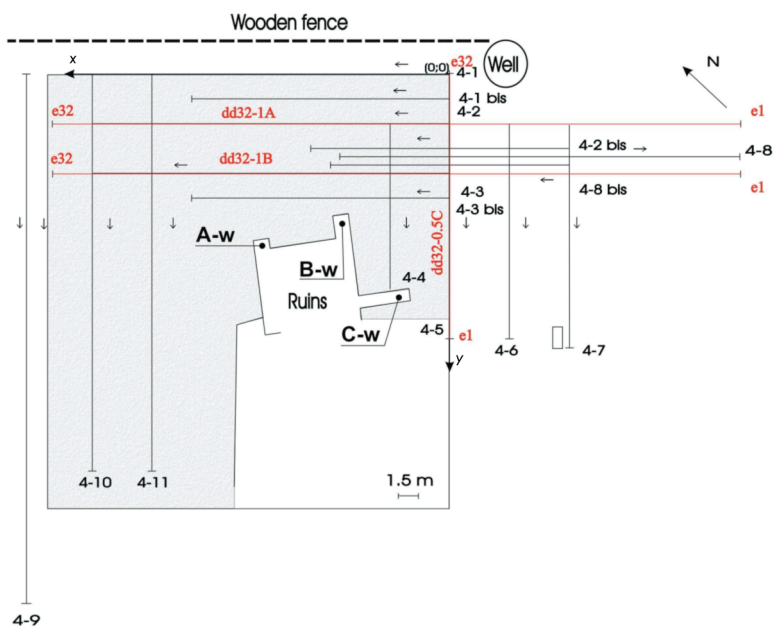 Wooden fence
x
(0;0)
e32
4-1
Well
N
4-1 bis
e32
dd32-1A
4-2
e1
4-2 bis
4-8
e32
dd32-1B
4-8 bis
e1
4-3
4-3 bis
A-w
B-w
dd32-0.5C
Ruins
4-4
C-w
4-5
e1
y
4-6
4-7
1.5 m
4-10
4-11
4-9